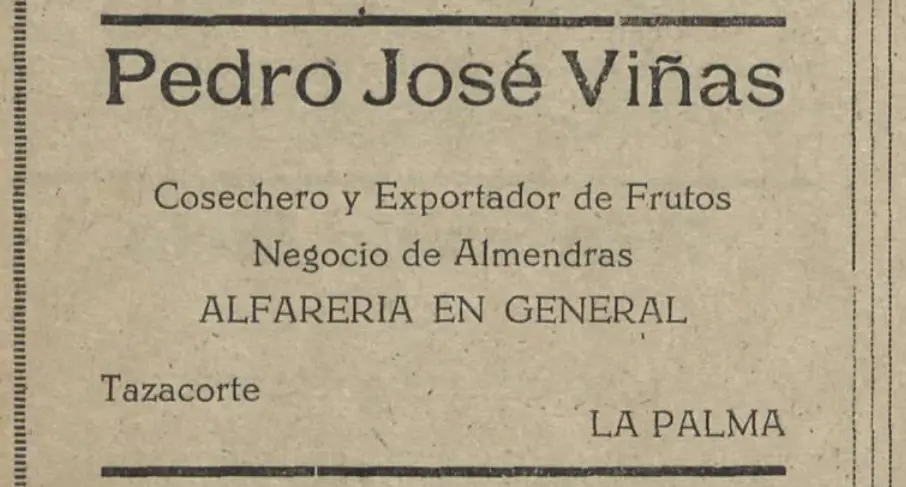 Pedro José Viñas
Cosechero y Exportador de Frutos
Negocio de Almendras
ALFARERIA EN GENERAL
Tazacorte
LA PALMA